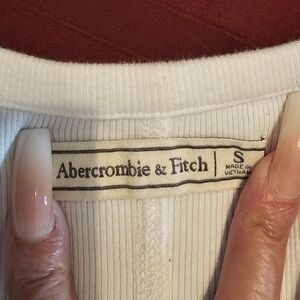 Abercrombie & Fitch
S
MADE IN
VIETNAM